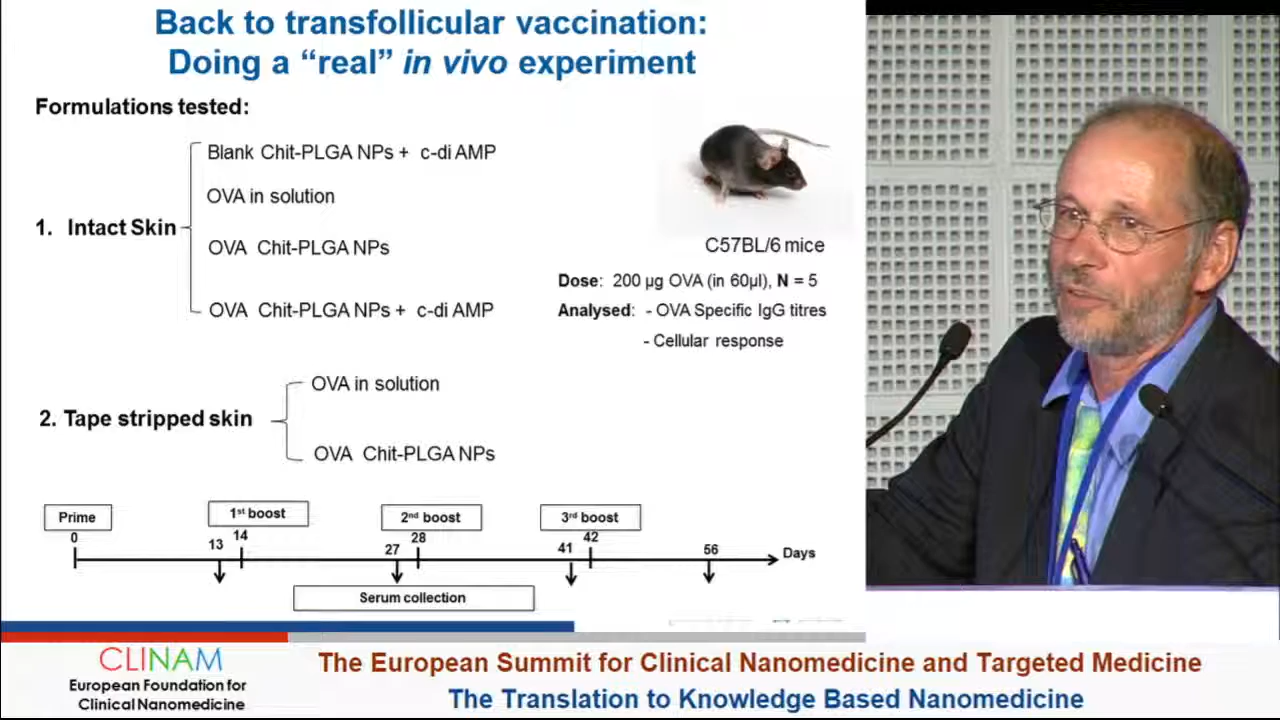 Back to transfollicular vaccination:
Doing a “real” in vivo experiment
Formulations tested:
1. Intact Skin
Blank Chit-PLGA NPs + c-di AMP
OVA in solution
OVA Chit-PLGA NPs
OVA Chit-PLGA NPs + c-di AMP
C57BL/6 mice
Dose: 200 µg OVA (in 60µl), N = 5
Analysed: - OVA Specific IgG titres
- Cellular response
2. Tape stripped skin
OVA in solution
OVA Chit-PLGA NPs
Prime
1st boost
2nd boost
3rd boost
0
13
14
27
28
41
42
56
Days
Serum collection
CLINAM
European Foundation for
Clinical Nanomedicine
The European Summit for Clinical Nanomedicine and Targeted Medicine
The Translation to Knowledge Based Nanomedicine